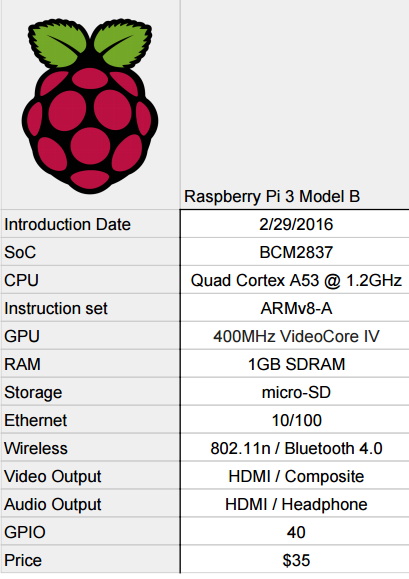 Raspberry Pi 3 Model B
Introduction Date 2/29/2016
SoC BCM2837
CPU Quad Cortex A53 @ 1.2GHz
Instruction set ARMv8-A
GPU 400MHz VideoCore IV
RAM 1GB SDRAM
Storage micro-SD
Ethernet 10/100
Wireless 802.11n / Bluetooth 4.0
Video Output HDMI / Composite
Audio Output HDMI / Headphone
GPIO 40
Price $35